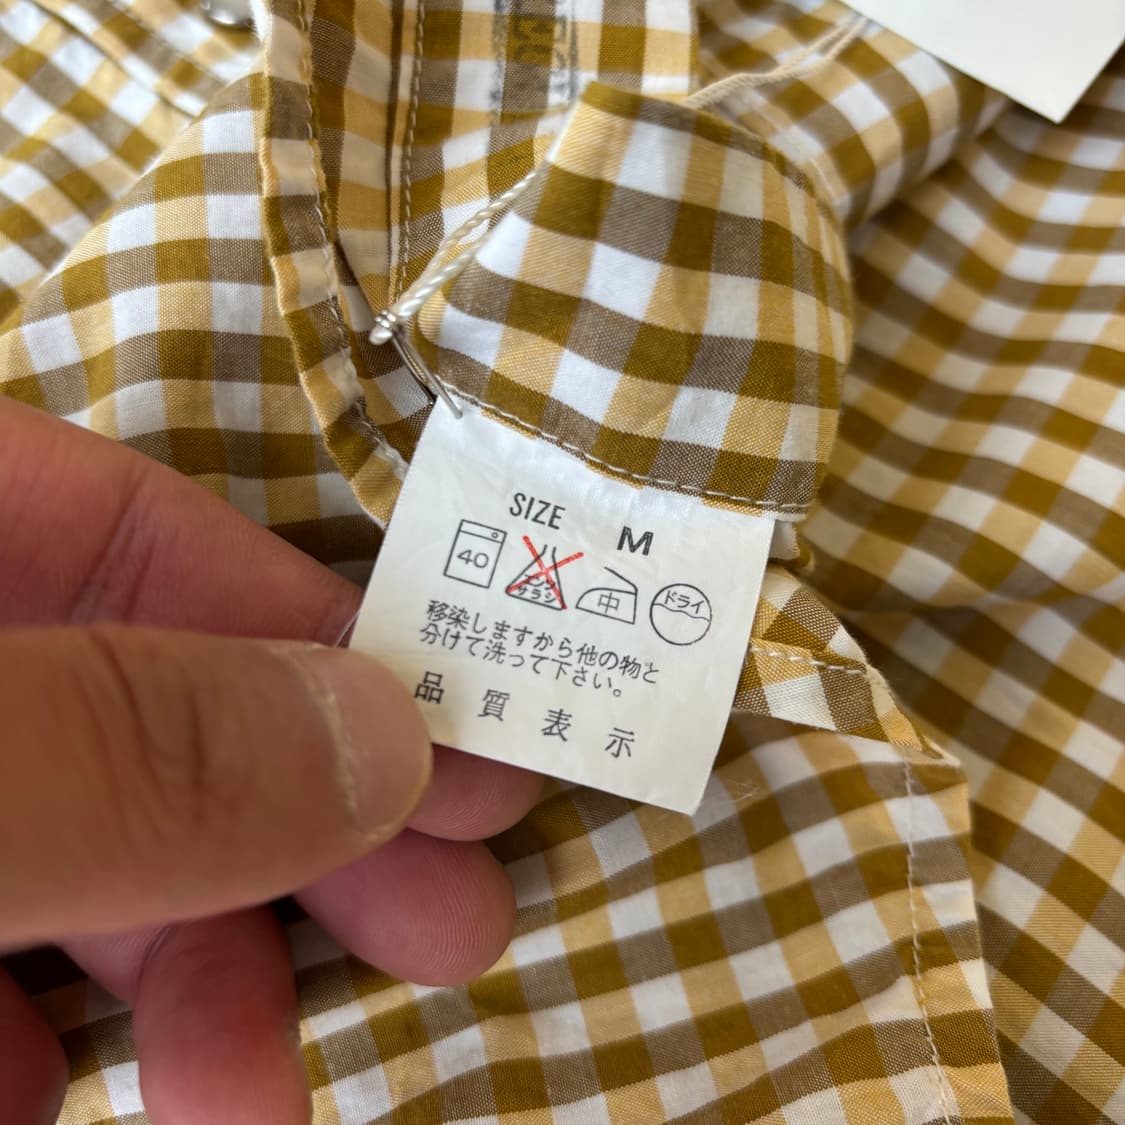 SIZE M
40
エンソ
サラシ
中
ドライ
移染しますから他の物と
分けて洗って下さい。
品質表示